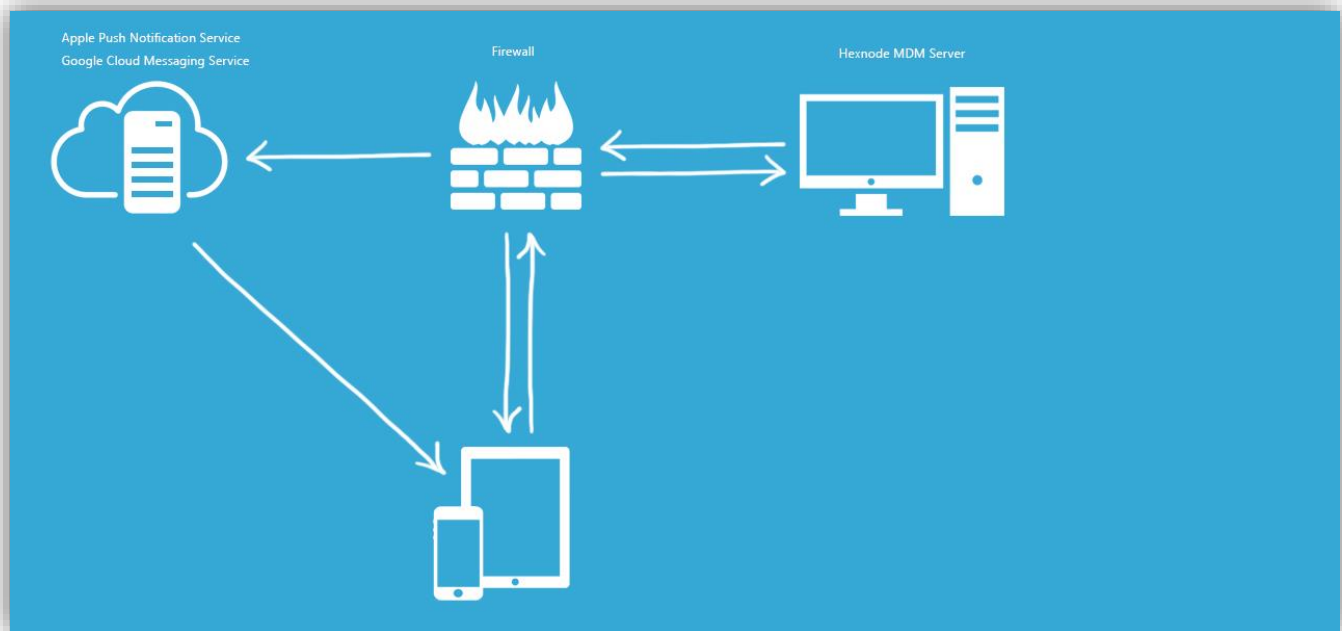 Apple Push Notification Service
Google Cloud Messaging Service
Firewall
Hexnode MDM Server